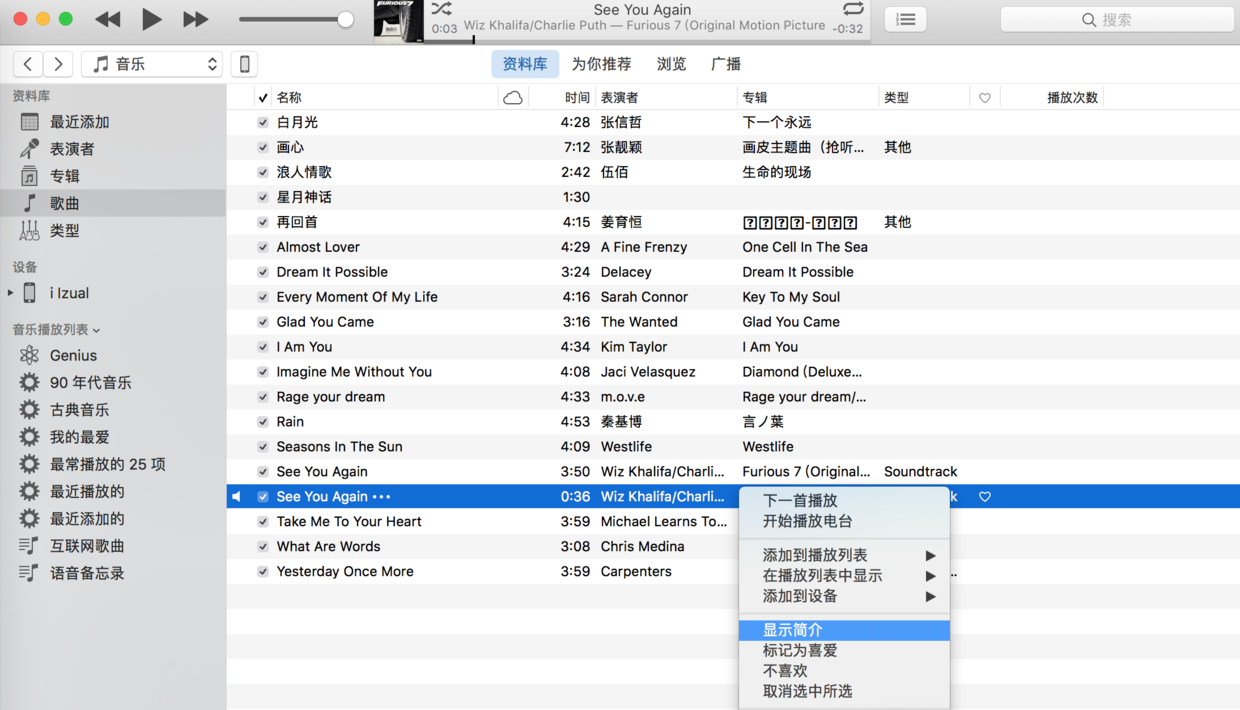 See You Again
0:03 Wiz Khalifa/Charlie Puth — Furious 7 (Original Motion Picture -0:32
搜索
音乐
资料库 为你推荐 浏览 广播
资料库
最近添加
表演者
专辑
歌曲
类型
设备
i Izual
音乐播放列表
Genius
90 年代音乐
古典音乐
我的最爱
最常播放的 25 项
最近播放的
最近添加的
互联网歌曲
语音备忘录
名称 时间 表演者 专辑 类型 播放次数
白月光 4:28 张信哲 下一个永远
画心 7:12 张靓颖 画皮主题曲（抢听... 其他
浪人情歌 2:42 伍佰 生命的现场
星月神话 1:30
再回首 4:15 姜育恒 其他
Almost Lover 4:29 A Fine Frenzy One Cell In The Sea
Dream It Possible 3:24 Delacey Dream It Possible
Every Moment Of My Life 4:16 Sarah Connor Key To My Soul
Glad You Came 3:16 The Wanted Glad You Came
I Am You 4:34 Kim Taylor I Am You
Imagine Me Without You 4:08 Jaci Velasquez Diamond (Deluxe...
Rage your dream 4:33 m.o.v.e Rage your dream/...
Rain 4:53 秦基博 言ノ葉
Seasons In The Sun 4:09 Westlife Westlife
See You Again 3:50 Wiz Khalifa/Charli... Furious 7 (Original... Soundtrack
See You Again ••• 0:36 Wiz Khalifa/Charli... k
Take Me To Your Heart 3:59 Michael Learns To...
What Are Words 3:08 Chris Medina
Yesterday Once More 3:59 Carpenters
下一首播放
开始播放电台
添加到播放列表
在播放列表中显示
添加到设备
显示简介
标记为喜爱
不喜欢
取消选中所选